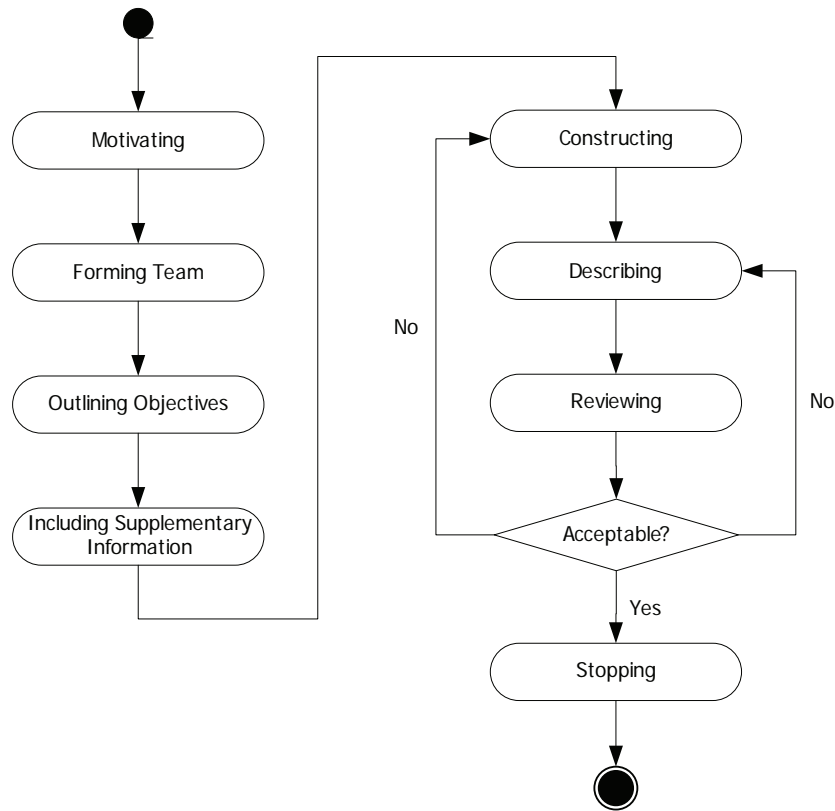 Motivating
Forming Team
Outlining Objectives
Including Supplementary
Information
Constructing
Describing
No
Reviewing
No
Acceptable?
Yes
Stopping